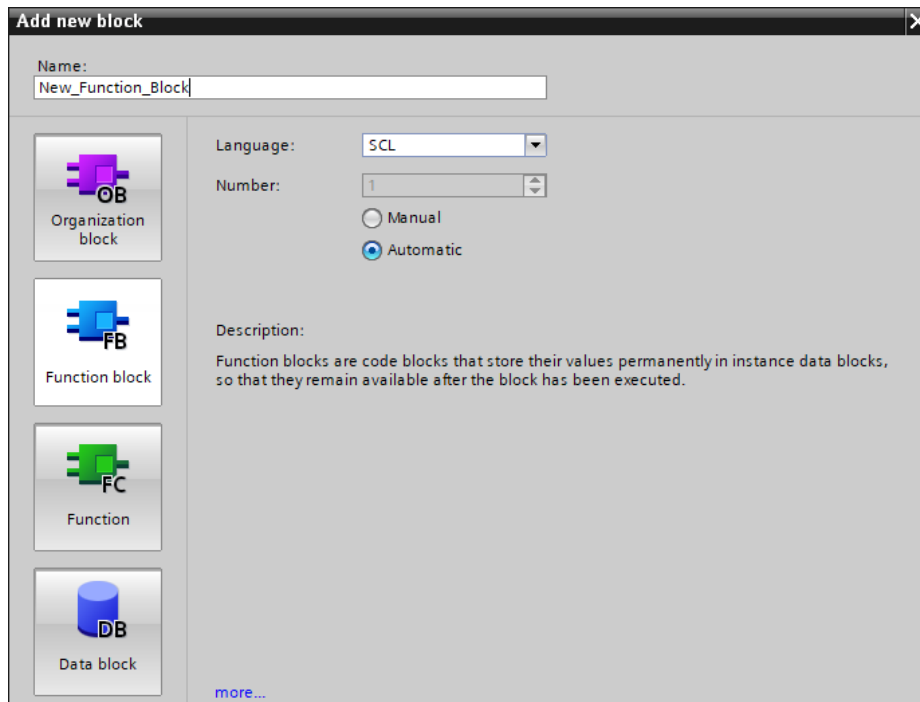 Add new block
Name:
New_Function_Block
OB
Organization
block
FB
Function block
FC
Function
DB
Data block
Language:
SCL
Number:
1
Manual
Automatic
Description:
Function blocks are code blocks that store their values permanently in instance data blocks,
so that they remain available after the block has been executed.
more...